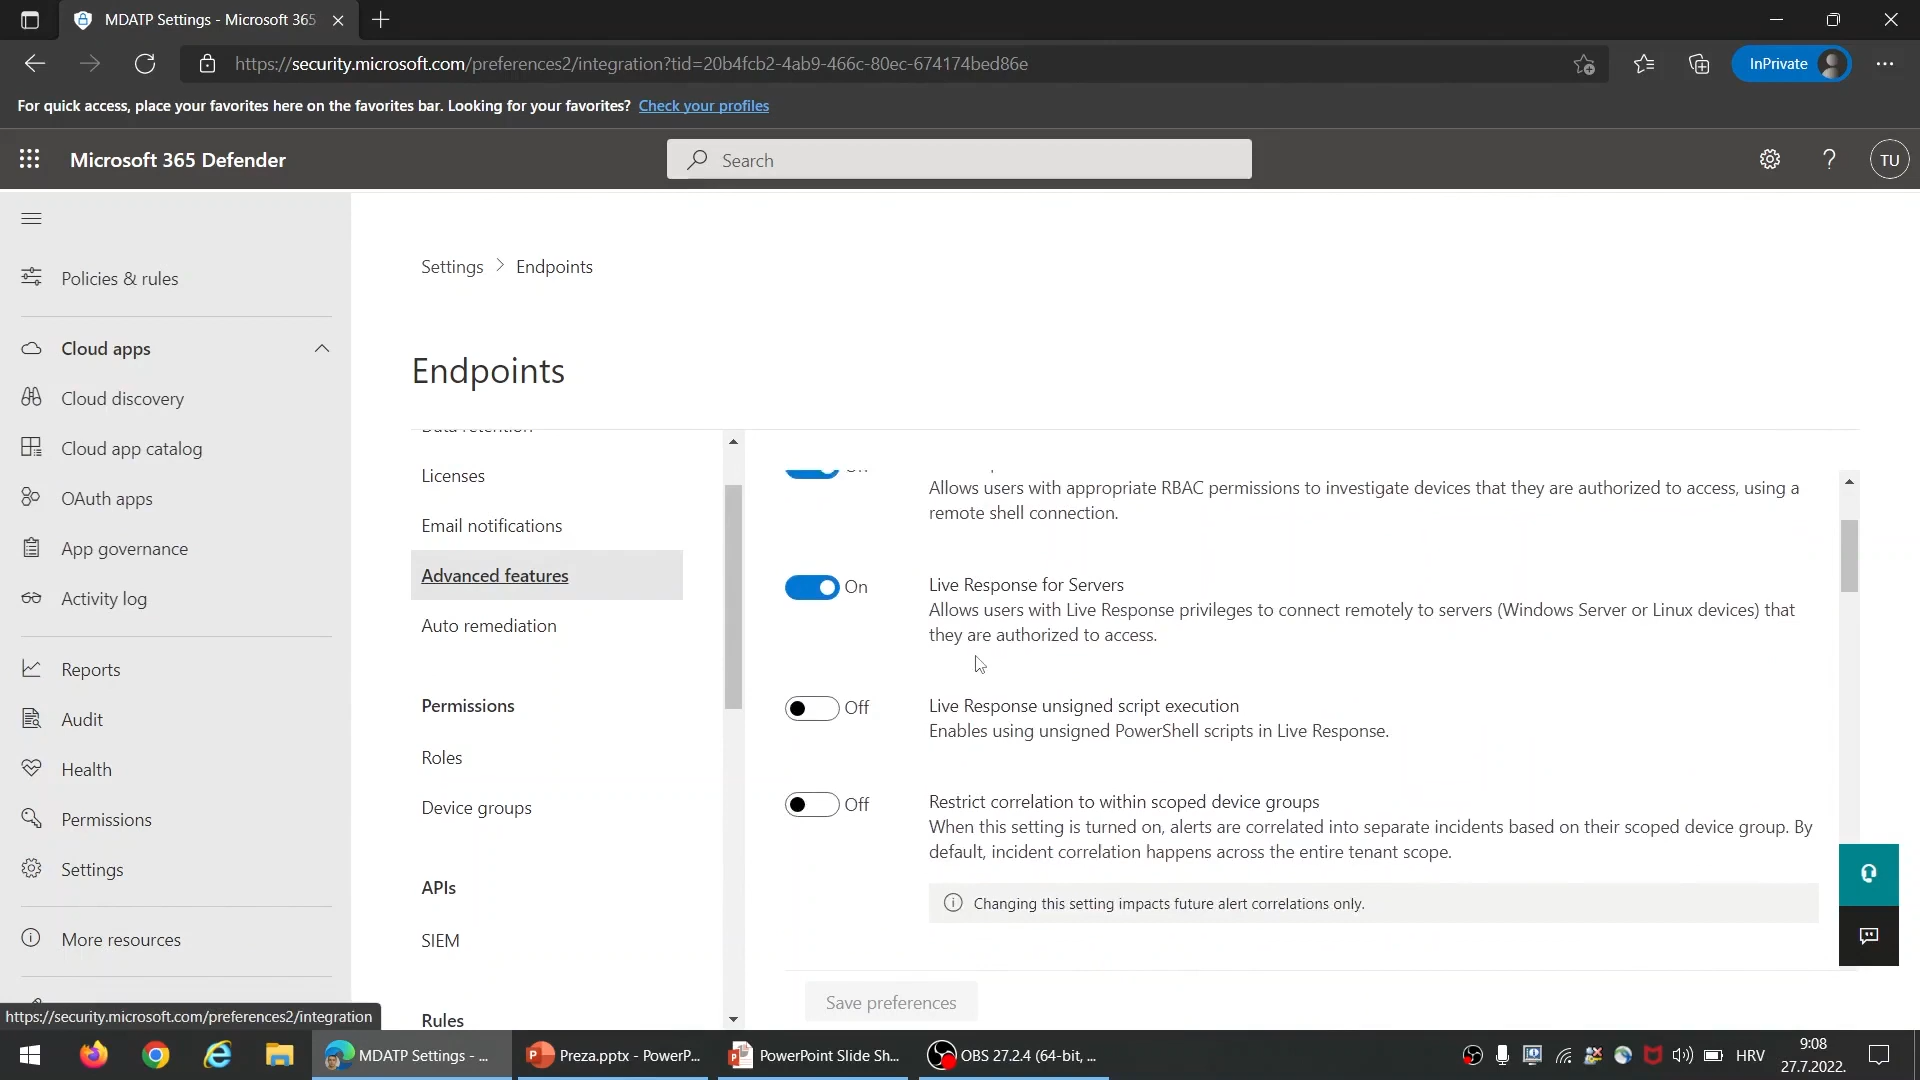 MDATP Settings - Microsoft 365
https://security.microsoft.com/preferences2/integration?tid=20b4fcb2-4ab9-466c-80ec-674174bed86e
InPrivate
For quick access, place your favorites here on the favorites bar. Looking for your favorites? Check your profiles
Microsoft 365 Defender
Search
TU
Policies & rules
Cloud apps
Cloud discovery
Cloud app catalog
OAuth apps
App governance
Activity log
Reports
Audit
Health
Permissions
Settings
More resources
https://security.microsoft.com/preferences2/integration
Settings > Endpoints
Endpoints
Data retention
Licenses
Email notifications
Advanced features
Auto remediation
Permissions
Roles
Device groups
APIs
SIEM
Rules
Allows users with appropriate RBAC permissions to investigate devices that they are authorized to access, using a
remote shell connection.
On
Live Response for Servers
Allows users with Live Response privileges to connect remotely to servers (Windows Server or Linux devices) that
they are authorized to access.
Off
Live Response unsigned script execution
Enables using unsigned PowerShell scripts in Live Response.
Off
Restrict correlation to within scoped device groups
When this setting is turned on, alerts are correlated into separate incidents based on their scoped device group. By
default, incident correlation happens across the entire tenant scope.
Changing this setting impacts future alert correlations only.
Save preferences
MDATP Settings - ...
Preza.pptx - PowerP...
PowerPoint Slide Sh...
OBS 27.2.4 (64-bit, ...
HRV
9:08
27.7.2022.